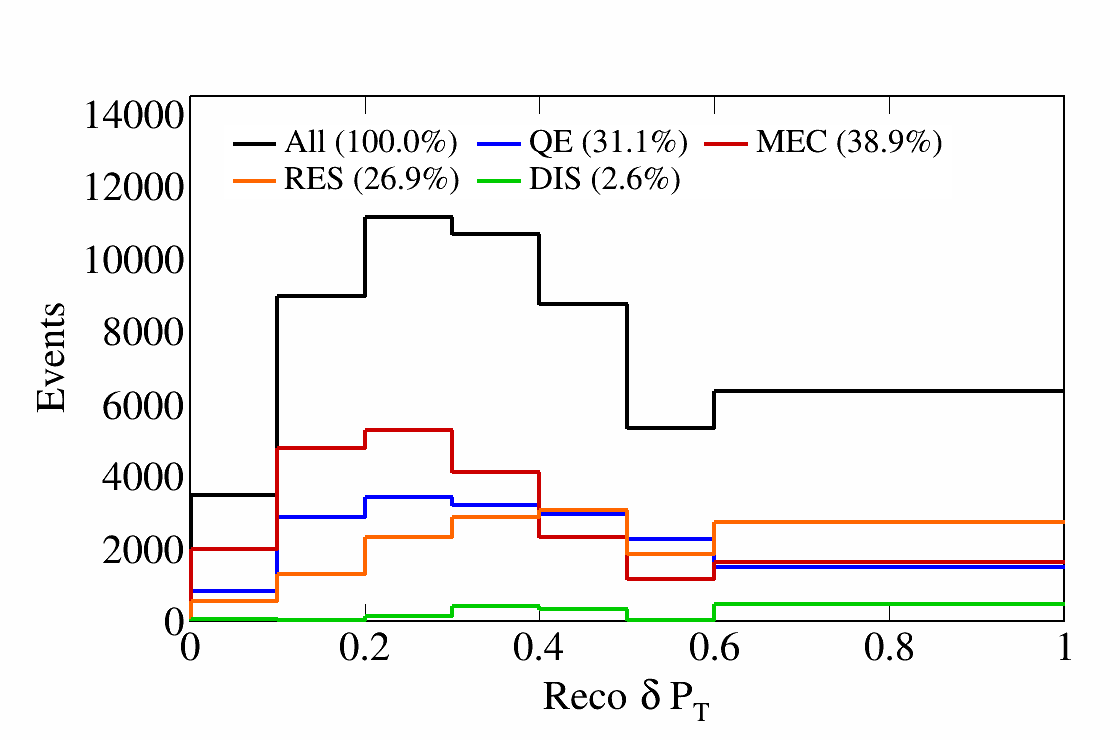 14000
12000
10000
8000
6000
4000
2000
0
Events
All (100.0%) QE (31.1%) MEC (38.9%)
RES (26.9%) DIS (2.6%)
0 0.2 0.4 0.6 0.8 1
Reco δ P_T